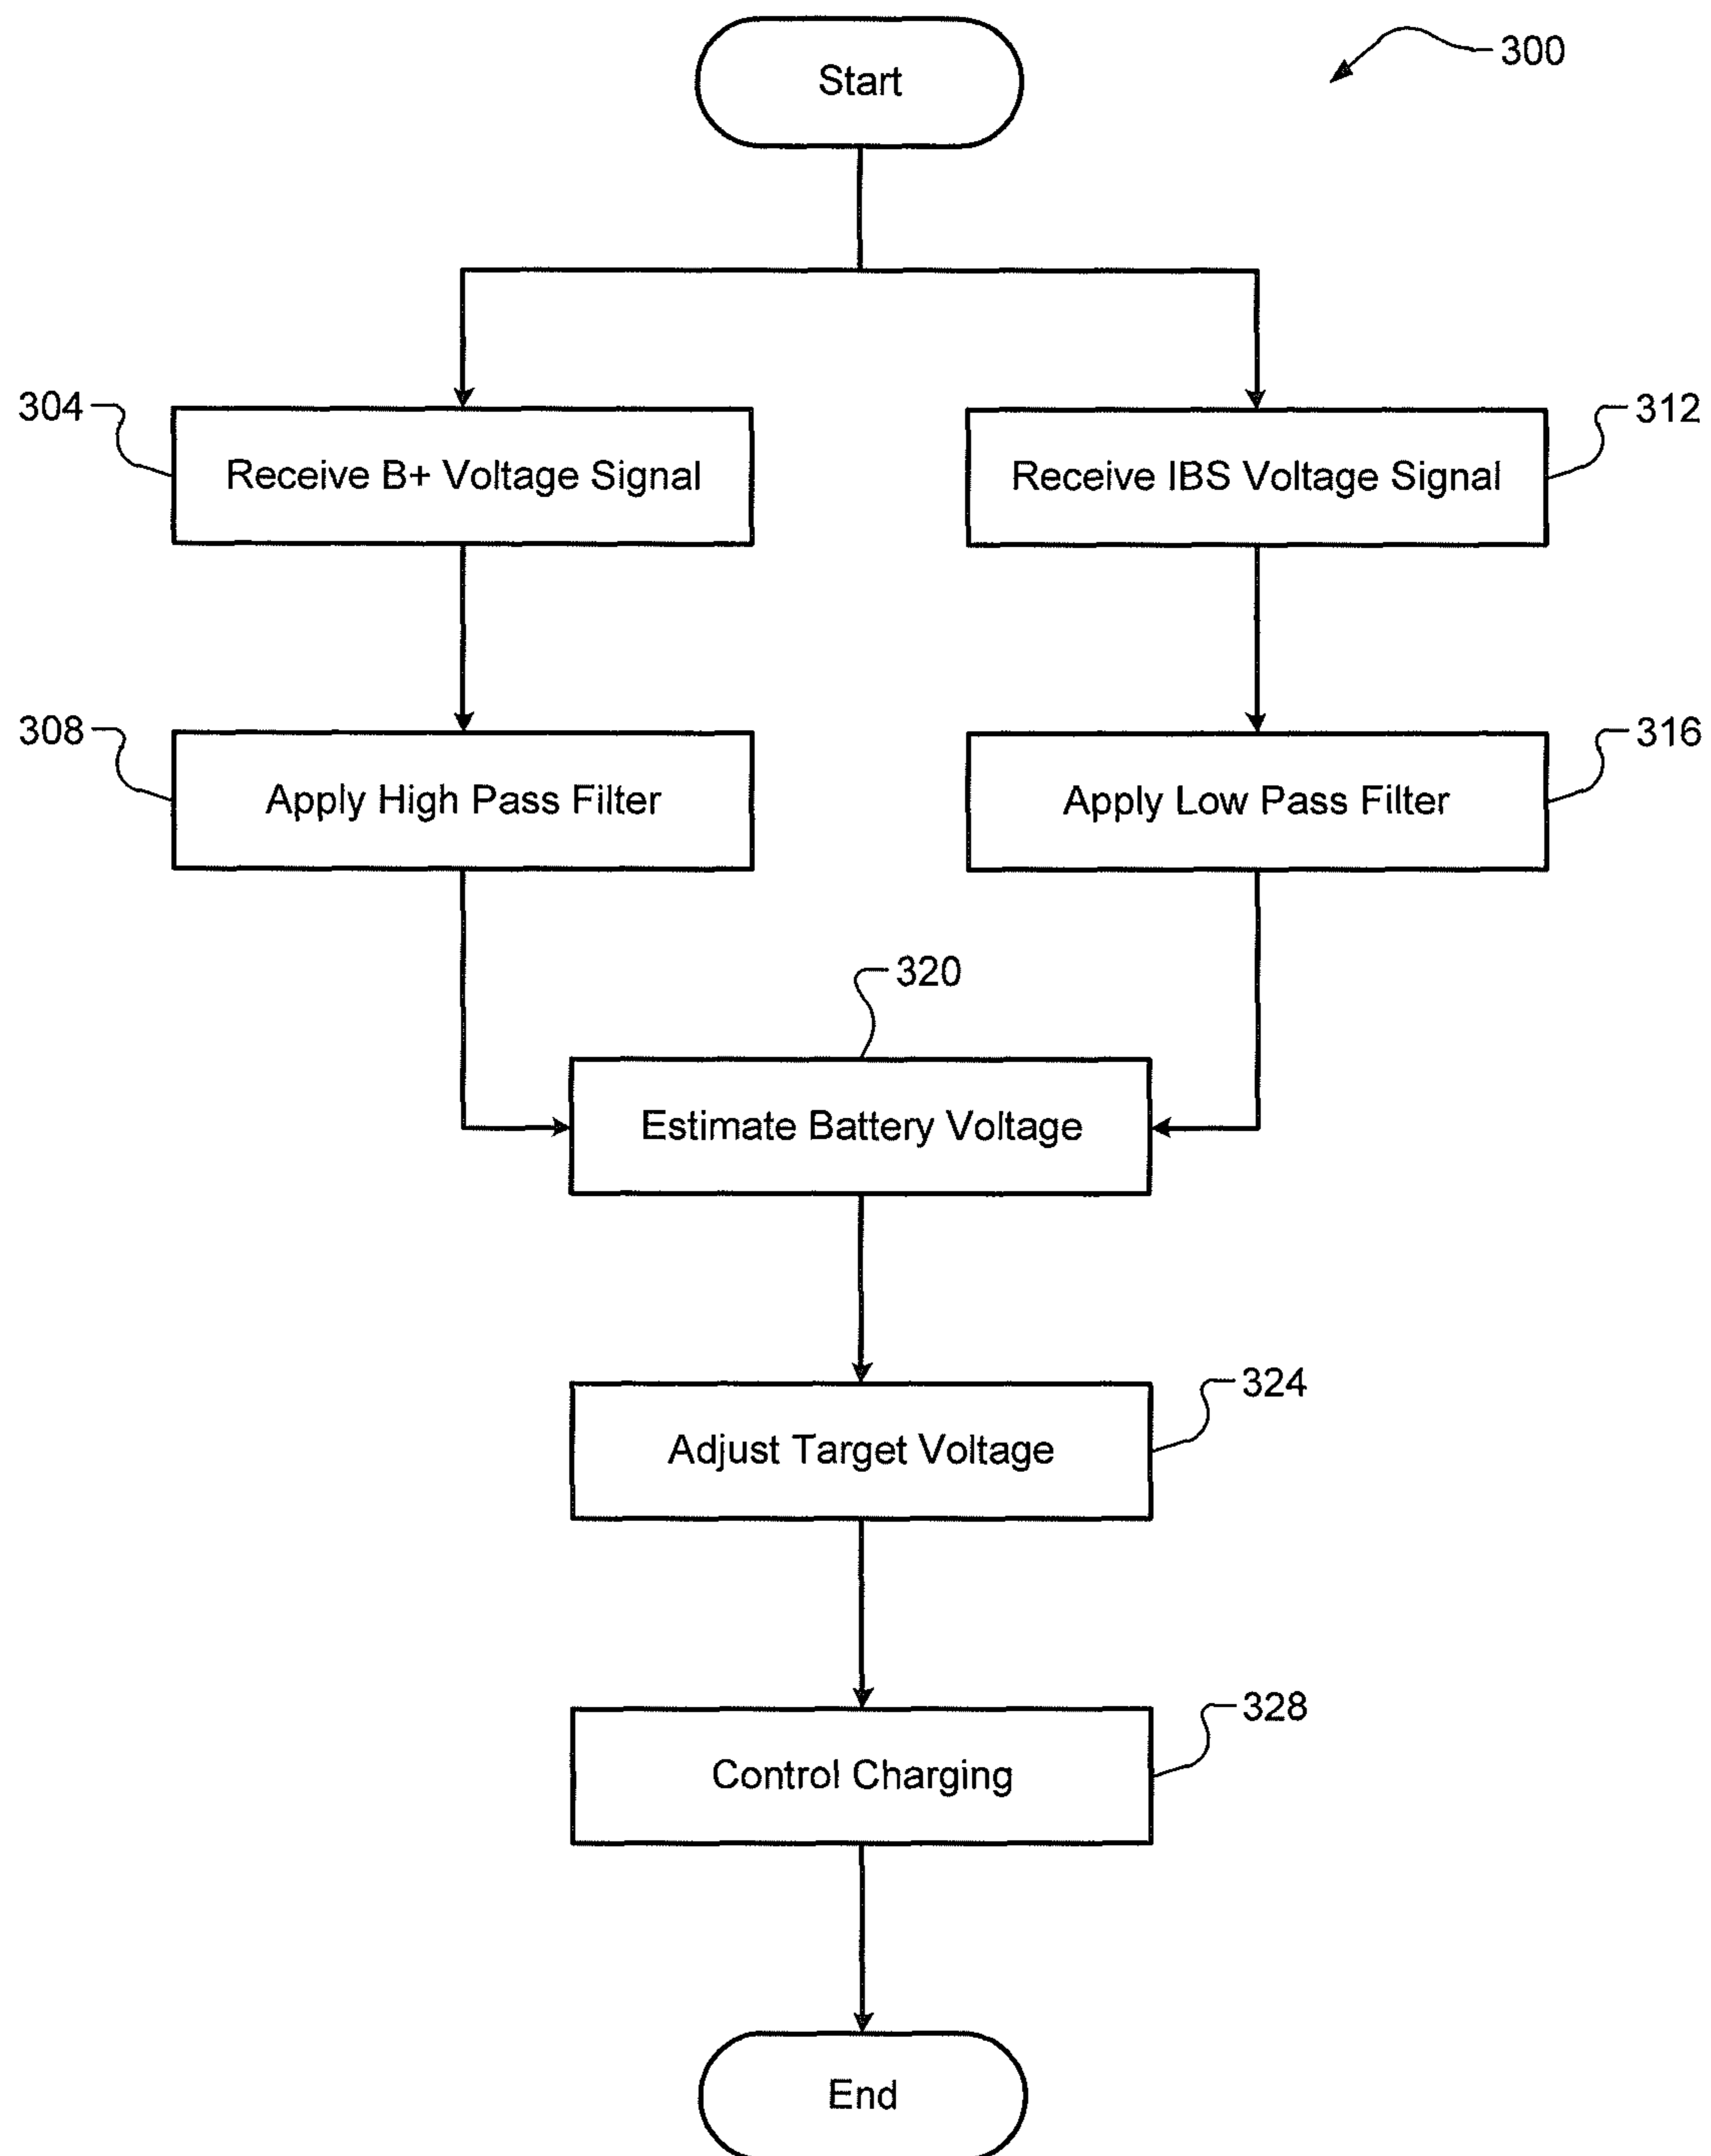 Start
300
304
Receive B+ Voltage Signal
Receive IBS Voltage Signal
312
308
Apply High Pass Filter
Apply Low Pass Filter
316
320
Estimate Battery Voltage
324
Adjust Target Voltage
328
Control Charging
End